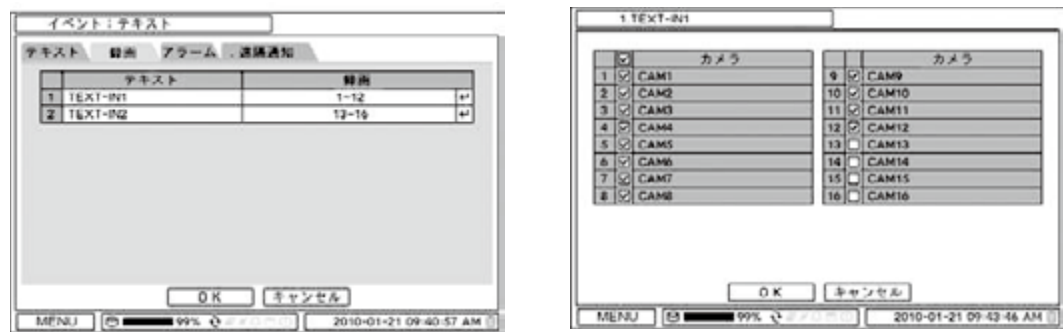 イベント:テキスト
テキスト 録画 アラーム 遠隔通知
テキスト 録画
1 TEXT-IN1 1-12
2 TEXT-IN2 13-16
OK キャンセル
MENU 99% 2010-01-21 09:40:57 AM
1.TEXT-IN1
カメラ カメラ
1 CAM1 9 CAM9
2 CAM2 10 CAM10
3 CAM3 11 CAM11
4 CAM4 12 CAM12
5 CAM5 13 CAM13
6 CAM6 14 CAM14
7 CAM7 15 CAM15
8 CAM8 16 CAM16
OK キャンセル
MENU 99% 2010-01-21 09:43:46 AM